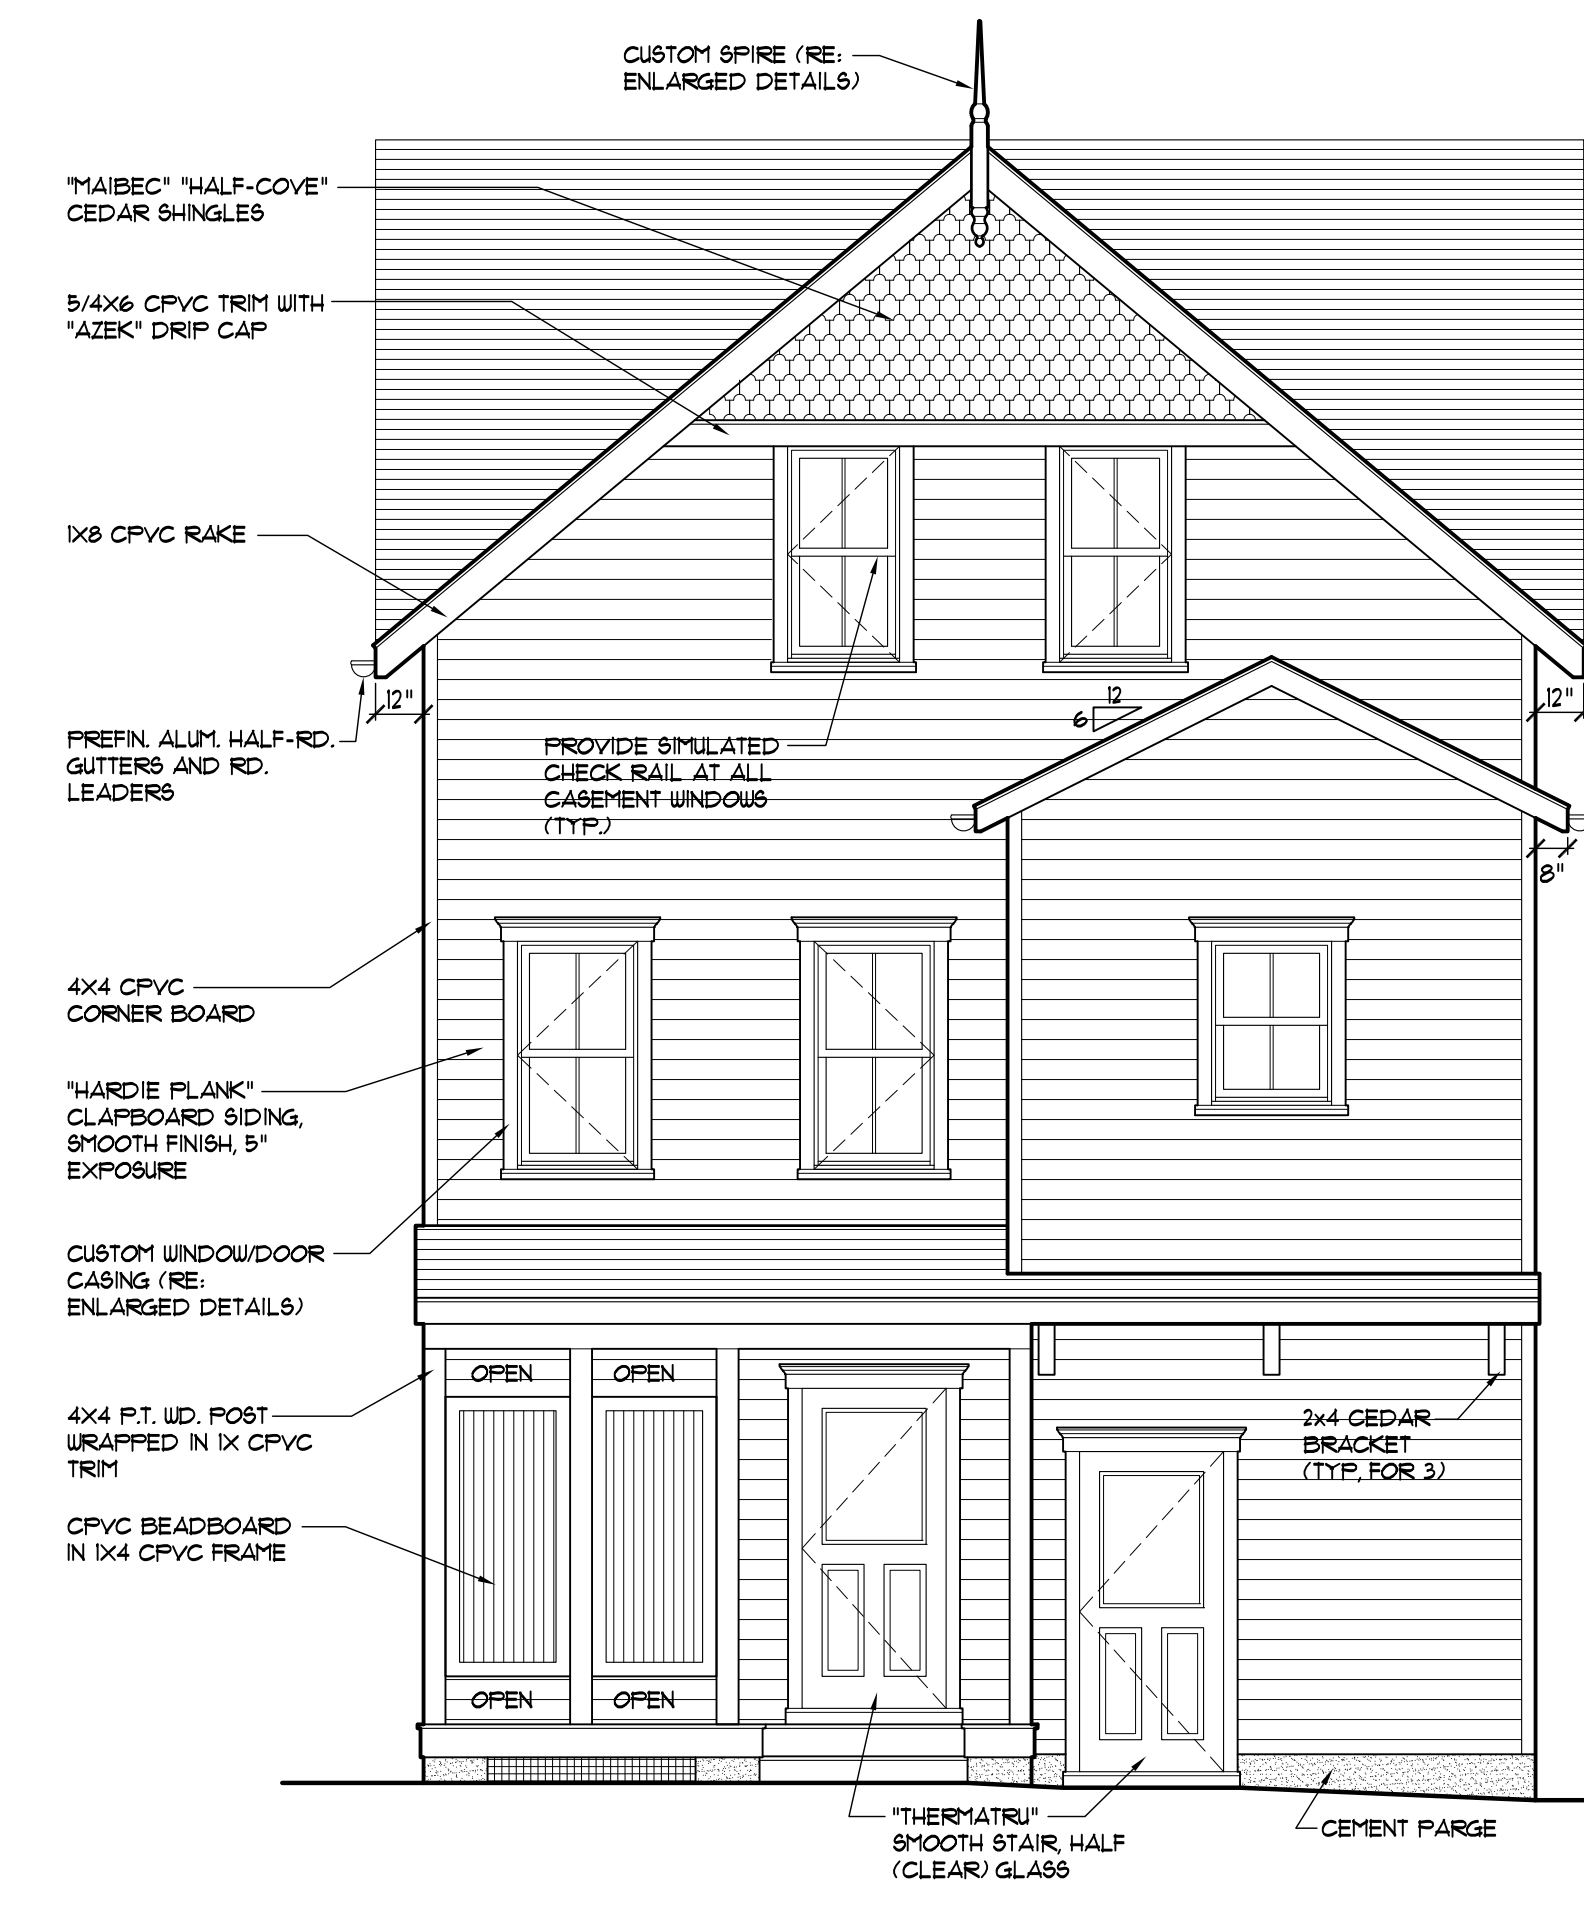 CUSTOM SPIRE (RE:
ENLARGED DETAILS)
"MAIBEC" "HALF-COVE"
CEDAR SHINGLES
5/4X6 CPVC TRIM WITH
"AZEK" DRIP CAP
1X8 CPVC RAKE
12"
12"
12
6
PREFIN. ALUM. HALF-RD.
GUTTERS AND RD.
LEADERS
PROVIDE SIMULATED
CHECK RAIL AT ALL
CASEMENT WINDOWS
(TYP.)
8"
4X4 CPVC
CORNER BOARD
"HARDIE PLANK"
CLAPBOARD SIDING,
SMOOTH FINISH, 5"
EXPOSURE
CUSTOM WINDOW/DOOR
CASING (RE:
ENLARGED DETAILS)
OPEN
OPEN
4X4 P.T. WD. POST
WRAPPED IN 1X CPVC
TRIM
2x4 CEDAR
BRACKET
(TYP, FOR 3)
CPVC BEADBOARD
IN 1X4 CPVC FRAME
OPEN
OPEN
"THERMATRU"
SMOOTH STAIR, HALF
(CLEAR) GLASS
CEMENT PARGE